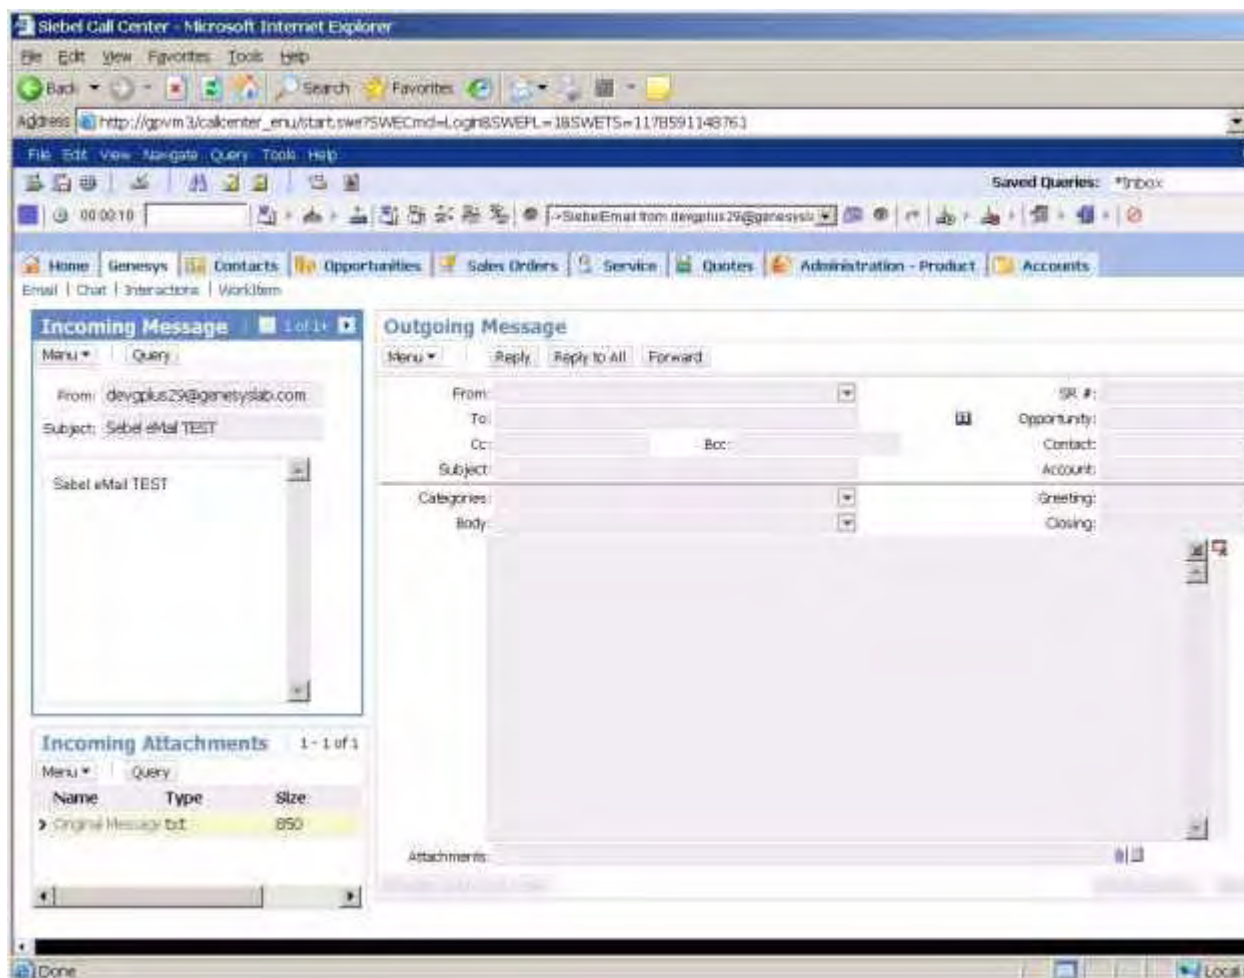 Siebel Call Center - Microsoft Internet Explorer
File Edit View Favorites Tools Help
Back Search Favorites
Address http://gpvm3/callcenter_enu/start.swe?SWECmd=Login&SWEPL=1&SWETS=1178591148761
File Edit View Navigate Query Tools Help
Saved Queries: *Inbox
00:00:10 ->SiebelEmail from devgplus29@genesysla
Home Genesys Contacts Opportunities Sales Orders Service Quotes Administration - Product Accounts
Email | Chat | Interactions | WorkItem
Incoming Message 1 of 1+
Menu Query
From: devgplus29@genesyslab.com
Subject: Siebel eMail TEST
Siebel eMail TEST
Incoming Attachments 1 - 1 of 1
Menu Query
Name Type Size
Original Message txt 850
Outgoing Message
Menu Reply Reply to All Forward
From: SR #:
To: Opportunity:
Cc: Bcc: Contact:
Subject: Account:
Categories: Greeting:
Body: Closing:
Attachments:
Done Local